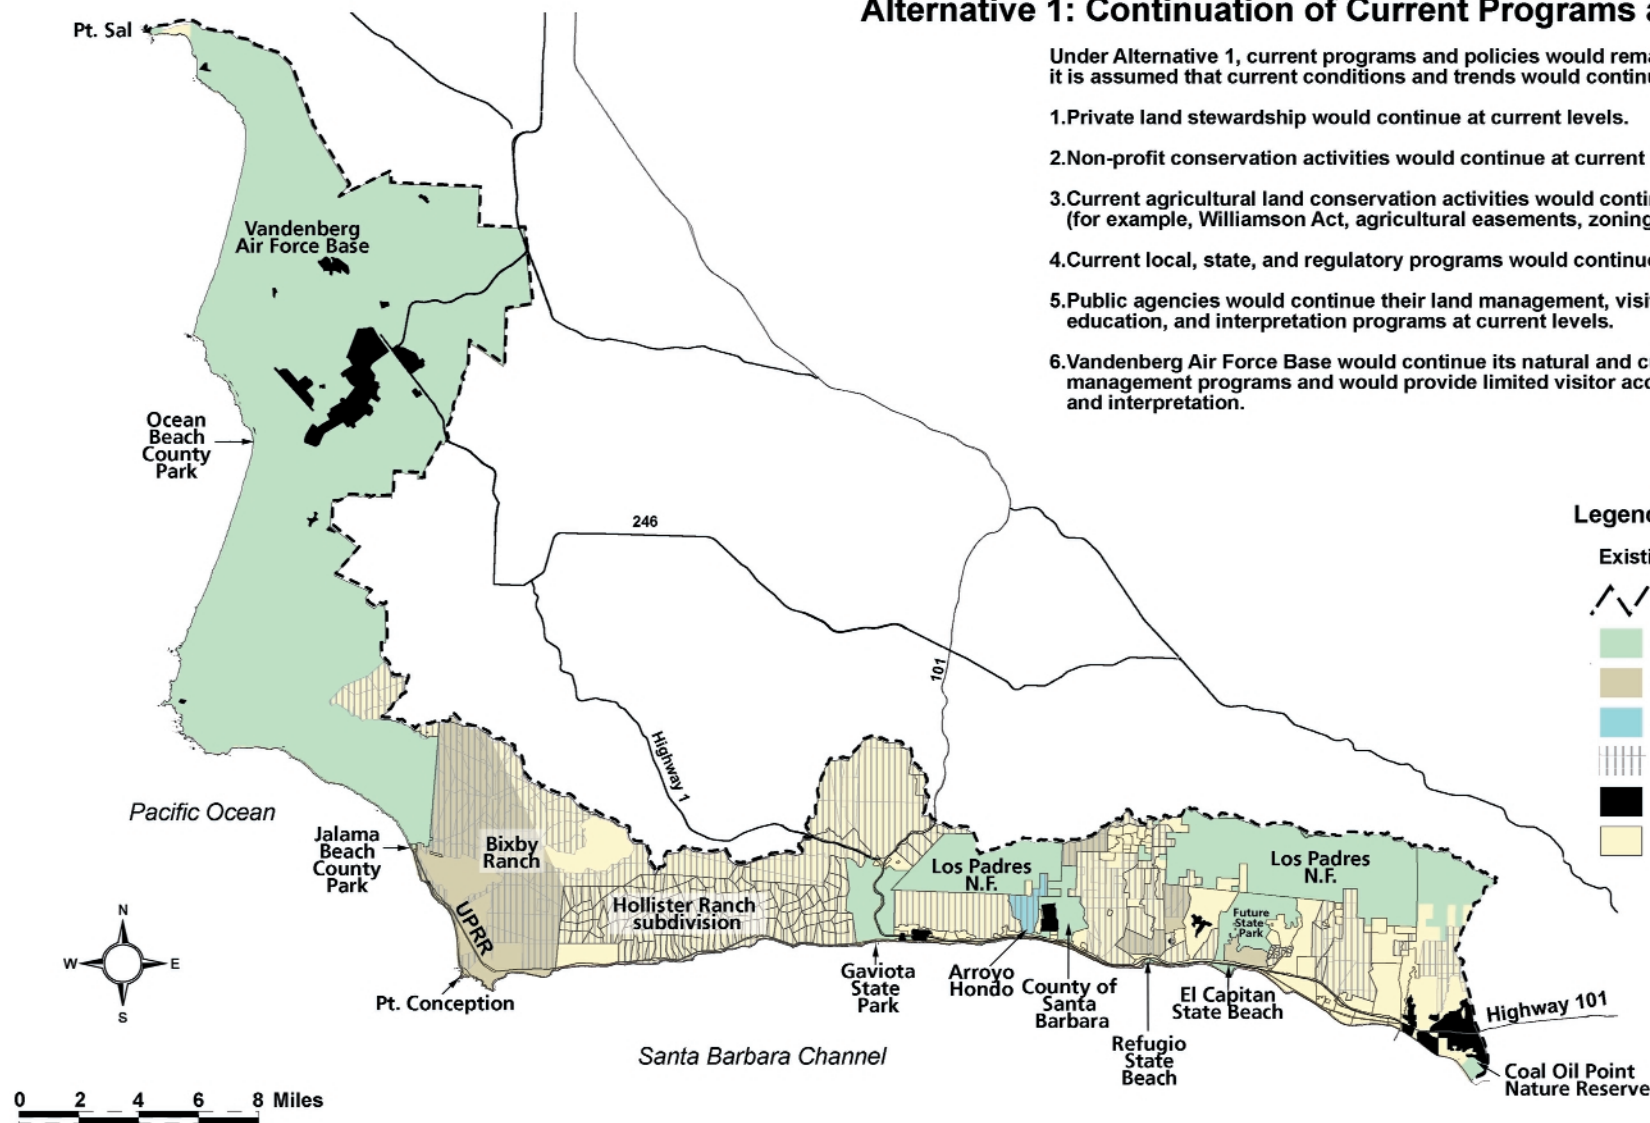 Alternative 1: Continuation of Current Programs
Under Alternative 1, current programs and policies would
it is assumed that current conditions and trends would
1.Private land stewardship would continue at current levels.
2.Non-profit conservation activities would continue at current
3.Current agricultural land conservation activities would
(for example, Williamson Act, agricultural easements, zoning
4.Current local, state, and regulatory programs would continue
5.Public agencies would continue their land management,
education, and interpretation programs at current levels.
6.Vandenberg Air Force Base would continue its natural and
management programs and would provide limited visitor
and interpretation.
Pt. Sal
Vandenberg
Air Force Base
Ocean
Beach
County
Park
246
101
Highway 1
Legend
Pacific Ocean
Jalama
Beach
County
Park
Bixby
Ranch
UPRR
Hollister Ranch
subdivision
Los Padres
N.F.
Los Padres
N.F.
Future
State
Park
Pt. Conception
Gaviota
State
Park
Arroyo
Hondo
County of
Santa
Barbara
Refugio
State
Beach
El Capitan
State Beach
Highway 101
Coal Oil Point
Nature Reserve
Santa Barbara Channel
N
W
E
S
0 2 4 6 8 Miles